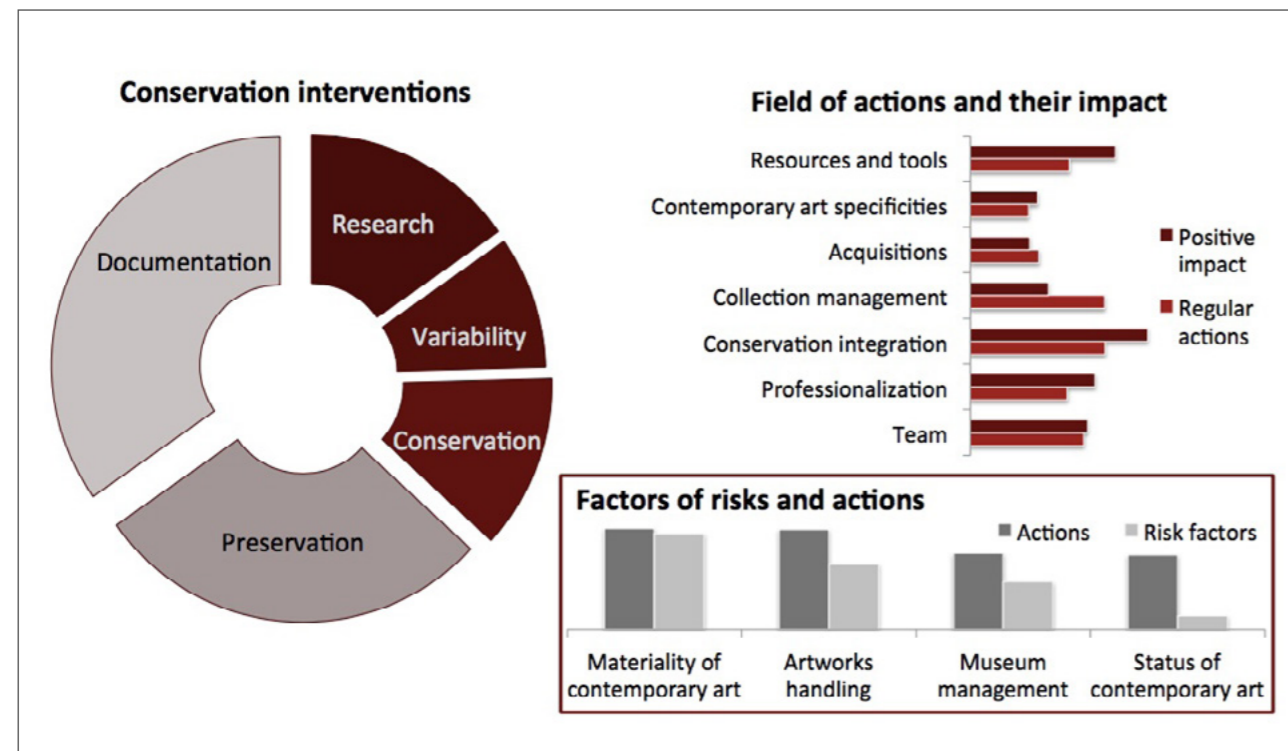 Conservation interventions
Research
Documentation
Variability
Conservation
Preservation
Field of actions and their impact
Resources and tools
Contemporary art specificities
Acquisitions
Collection management
Conservation integration
Professionalization
Team
Positive
impact
Regular
actions
Factors of risks and actions
Actions
Risk factors
Materiality of
contemporary art
Artworks
handling
Museum
management
Status of
contemporary art